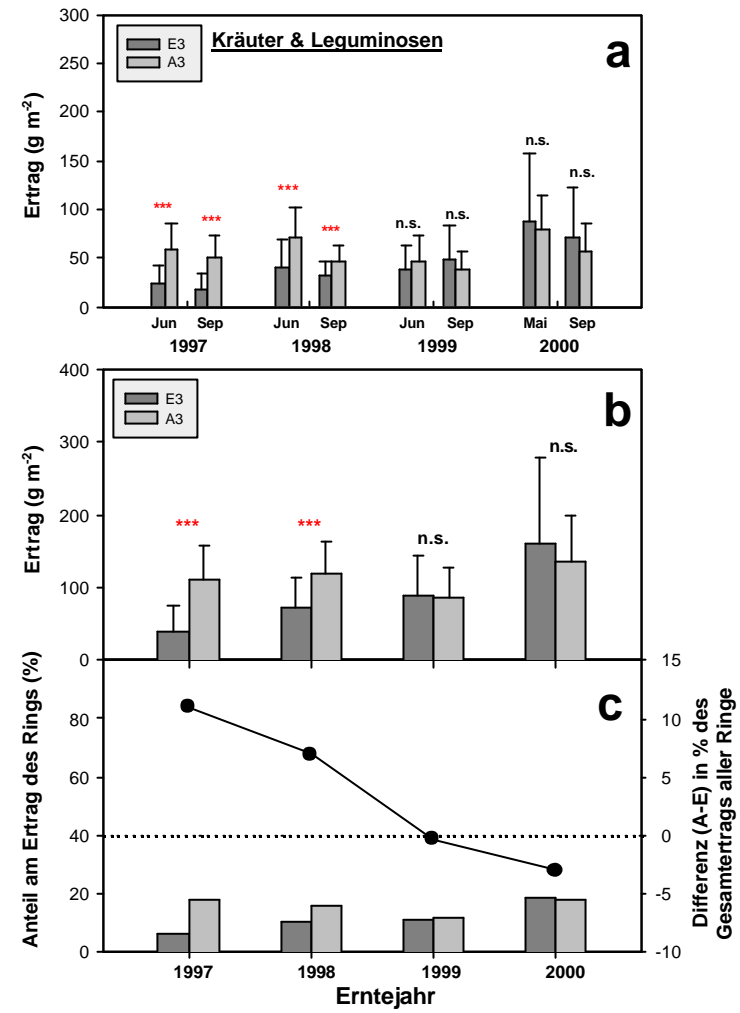 Kräuter & Leguminosen
a
E3
A3
Ertrag (g m-2)
300
250
200
150
100
50
0
***
***
***
***
n.s.
n.s.
n.s.
n.s.
Jun Sep Jun Sep Jun Sep Mai Sep
1997 1998 1999 2000
b
E3
A3
Ertrag (g m-2)
400
300
200
100
0
***
***
n.s.
n.s.
c
Anteil am Ertrag des Rings (%)
80
60
40
20
0
15
10
5
0
-5
-10
Differenz (A-E) in % des
Gesamtertrags aller Ringe
1997 1998 1999 2000
Erntejahr